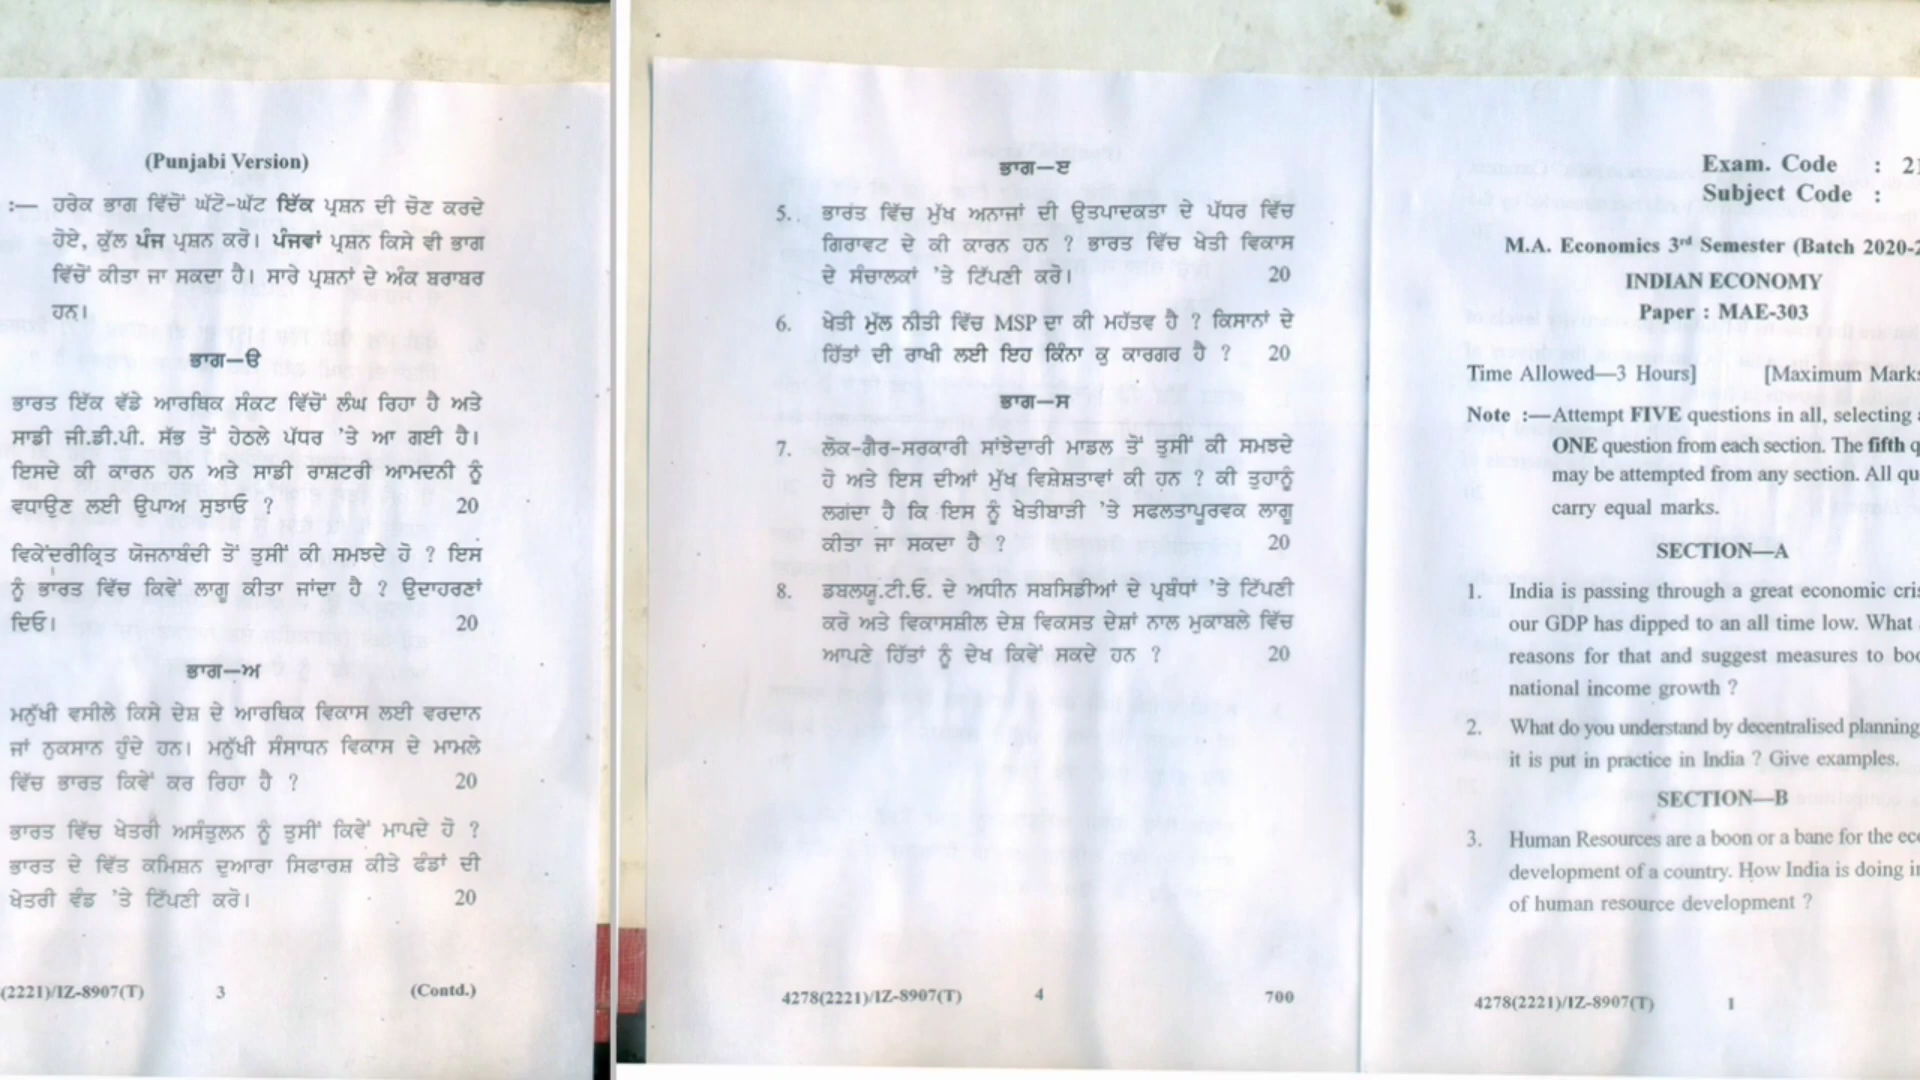 (Punjabi Version)
:— ਹਰੇਕ ਭਾਗ ਵਿੱਚੋਂ ਘੱਟੋ-ਘੱਟ ਇੱਕ ਪ੍ਰਸ਼ਨ ਦੀ ਚੋਣ ਕਰਦੇ
ਹੋਏ, ਕੁੱਲ ਪੰਜ ਪ੍ਰਸ਼ਨ ਕਰੋ। ਪੰਜਵਾਂ ਪ੍ਰਸ਼ਨ ਕਿਸੇ ਵੀ ਭਾਗ
ਵਿੱਚੋਂ ਕੀਤਾ ਜਾ ਸਕਦਾ ਹੈ। ਸਾਰੇ ਪ੍ਰਸ਼ਨਾਂ ਦੇ ਅੰਕ ਬਰਾਬਰ
ਹਨ।
ਭਾਗ—ੳ
ਭਾਰਤ ਇੱਕ ਵੱਡੇ ਆਰਥਿਕ ਸੰਕਟ ਵਿੱਚੋਂ ਲੰਘ ਰਿਹਾ ਹੈ ਅਤੇ
ਸਾਡੀ ਜੀ.ਡੀ.ਪੀ. ਸੱਭ ਤੋਂ ਹੇਠਲੇ ਪੱਧਰ 'ਤੇ ਆ ਗਈ ਹੈ।
ਇਸਦੇ ਕੀ ਕਾਰਨ ਹਨ ਅਤੇ ਸਾਡੀ ਰਾਸ਼ਟਰੀ ਆਮਦਨੀ ਨੂੰ
ਵਧਾਉਣ ਲਈ ਉਪਾਅ ਸੁਝਾਓ ? 20
ਵਿਕੇਂਦਰੀਕ੍ਰਿਤ ਯੋਜਨਾਬੰਦੀ ਤੋਂ ਤੁਸੀਂ ਕੀ ਸਮਝਦੇ ਹੋ ? ਇਸ
ਨੂੰ ਭਾਰਤ ਵਿੱਚ ਕਿਵੇਂ ਲਾਗੂ ਕੀਤਾ ਜਾਂਦਾ ਹੈ ? ਉਦਾਹਰਣਾਂ
ਦਿਓ। 20
ਭਾਗ—ਅ
ਮਨੁੱਖੀ ਵਸੀਲੇ ਕਿਸੇ ਦੇਸ਼ ਦੇ ਆਰਥਿਕ ਵਿਕਾਸ ਲਈ ਵਰਦਾਨ
ਜਾਂ ਨੁਕਸਾਨ ਹੁੰਦੇ ਹਨ। ਮਨੁੱਖੀ ਸੰਸਾਧਨ ਵਿਕਾਸ ਦੇ ਮਾਮਲੇ
ਵਿੱਚ ਭਾਰਤ ਕਿਵੇਂ ਕਰ ਰਿਹਾ ਹੈ ? 20
ਭਾਰਤ ਵਿੱਚ ਖੇਤਰੀ ਅਸੰਤੁਲਨ ਨੂੰ ਤੁਸੀਂ ਕਿਵੇਂ ਮਾਪਦੇ ਹੋ ?
ਭਾਰਤ ਦੇ ਵਿੱਤ ਕਮਿਸ਼ਨ ਦੁਆਰਾ ਸਿਫਾਰਸ਼ ਕੀਤੇ ਫੰਡਾਂ ਦੀ
ਖੇਤਰੀ ਵੰਡ 'ਤੇ ਟਿੱਪਣੀ ਕਰੋ। 20
(2221)/IZ-8907(T) 3 (Contd.)
ਭਾਗ—ੲ
5. ਭਾਰਤ ਵਿੱਚ ਮੁੱਖ ਅਨਾਜਾਂ ਦੀ ਉਤਪਾਦਕਤਾ ਦੇ ਪੱਧਰ ਵਿੱਚ
ਗਿਰਾਵਟ ਦੇ ਕੀ ਕਾਰਨ ਹਨ ? ਭਾਰਤ ਵਿੱਚ ਖੇਤੀ ਵਿਕਾਸ
ਦੇ ਸੰਚਾਲਕਾਂ 'ਤੇ ਟਿੱਪਣੀ ਕਰੋ। 20
6. ਖੇਤੀ ਮੁੱਲ ਨੀਤੀ ਵਿੱਚ MSP ਦਾ ਕੀ ਮਹੱਤਵ ਹੈ ? ਕਿਸਾਨਾਂ ਦੇ
ਹਿੱਤਾਂ ਦੀ ਰਾਖੀ ਲਈ ਇਹ ਕਿੰਨਾ ਕੁ ਕਾਰਗਰ ਹੈ ? 20
ਭਾਗ—ਸ
7. ਲੋਕ-ਗੈਰ-ਸਰਕਾਰੀ ਸਾਂਝੇਦਾਰੀ ਮਾਡਲ ਤੋਂ ਤੁਸੀਂ ਕੀ ਸਮਝਦੇ
ਹੋ ਅਤੇ ਇਸ ਦੀਆਂ ਮੁੱਖ ਵਿਸ਼ੇਸ਼ਤਾਵਾਂ ਕੀ ਹਨ ? ਕੀ ਤੁਹਾਨੂੰ
ਲਗਦਾ ਹੈ ਕਿ ਇਸ ਨੂੰ ਖੇਤੀਬਾੜੀ 'ਤੇ ਸਫਲਤਾਪੂਰਵਕ ਲਾਗੂ
ਕੀਤਾ ਜਾ ਸਕਦਾ ਹੈ ? 20
8. ਡਬਲਯੂ.ਟੀ.ਓ. ਦੇ ਅਧੀਨ ਸਬਸਿਡੀਆਂ ਦੇ ਪ੍ਰਬੰਧਾਂ 'ਤੇ ਟਿੱਪਣੀ
ਕਰੋ ਅਤੇ ਵਿਕਾਸਸ਼ੀਲ ਦੇਸ਼ ਵਿਕਸਤ ਦੇਸ਼ਾਂ ਨਾਲ ਮੁਕਾਬਲੇ ਵਿੱਚ
ਆਪਣੇ ਹਿੱਤਾਂ ਨੂੰ ਦੇਖ ਕਿਵੇਂ ਸਕਦੇ ਹਨ ? 20
4278(2221)/IZ-8907(T) 4 700
Exam. Code : 21
Subject Code :
M.A. Economics 3rd Semester (Batch 2020-2
INDIAN ECONOMY
Paper : MAE-303
Time Allowed—3 Hours] [Maximum Marks
Note :—Attempt FIVE questions in all, selecting a
ONE question from each section. The fifth q
may be attempted from any section. All qu
carry equal marks.
SECTION—A
1. India is passing through a great economic cris
our GDP has dipped to an all time low. What
reasons for that and suggest measures to boo
national income growth ?
2. What do you understand by decentralised planning
it is put in practice in India ? Give examples.
SECTION—B
3. Human Resources are a boon or a bane for the eco
development of a country. How India is doing in
of human resource development ?
4278(2221)/IZ-8907(T) 1